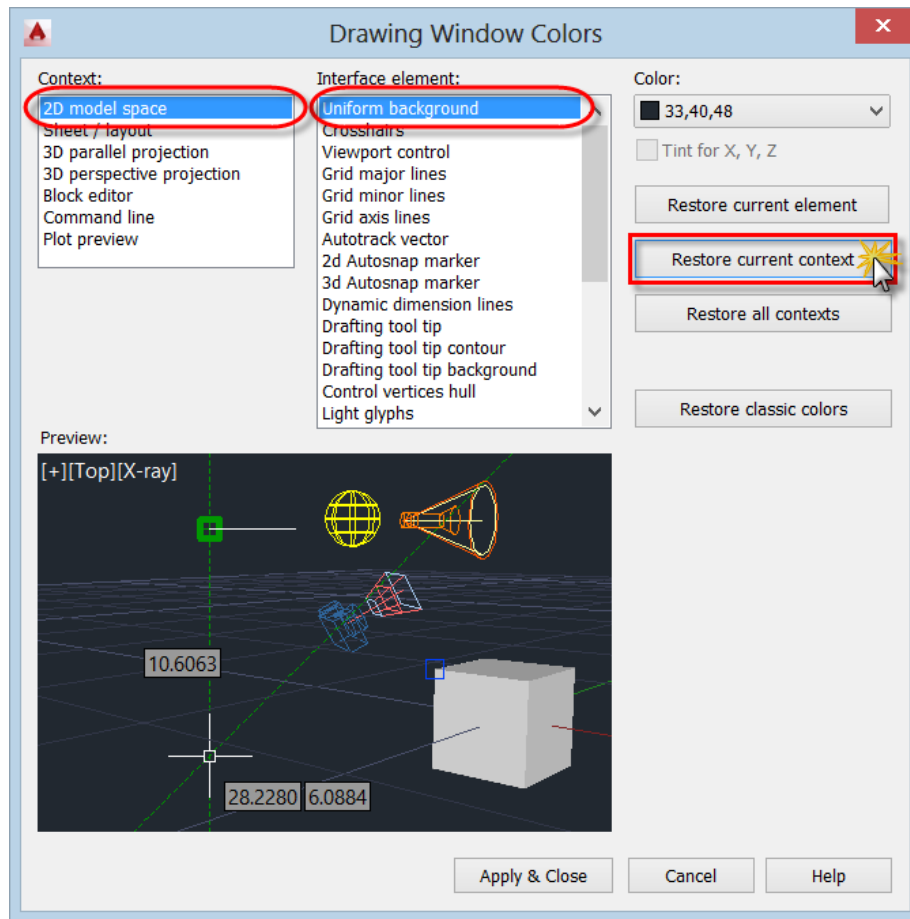 Drawing Window Colors
Context:
2D model space
Sheet / layout
3D parallel projection
3D perspective projection
Block editor
Command line
Plot preview
Interface element:
Uniform background
Crosshairs
Viewport control
Grid major lines
Grid minor lines
Grid axis lines
Autotrack vector
2d Autosnap marker
3d Autosnap marker
Dynamic dimension lines
Drafting tool tip
Drafting tool tip contour
Drafting tool tip background
Control vertices hull
Light glyphs
Color:
33,40,48
Tint for X, Y, Z
Restore current element
Restore current context
Restore all contexts
Restore classic colors
Preview:
[+][Top][X-ray]
10.6063
28.2280 6.0884
Apply & Close
Cancel
Help